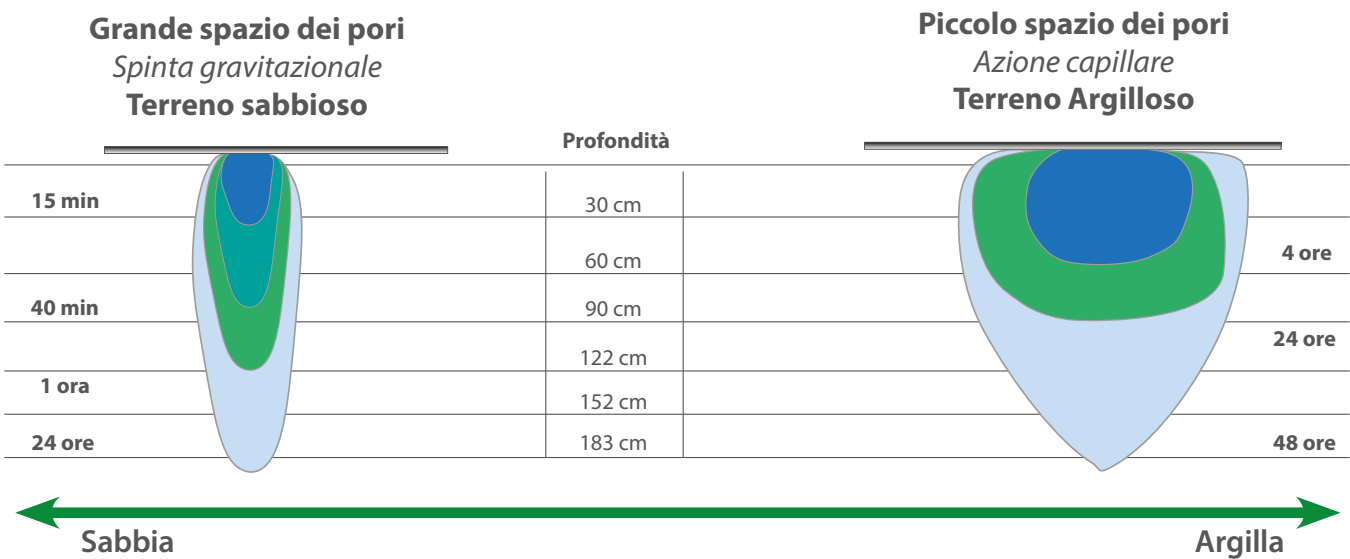 Grande spazio dei pori
Spinta gravitazionale
Terreno sabbioso
Piccolo spazio dei pori
Azione capillare
Terreno Argilloso
Profondità
15 min
30 cm
60 cm
4 ore
40 min
90 cm
24 ore
122 cm
1 ora
152 cm
24 ore
183 cm
48 ore
Sabbia
Argilla